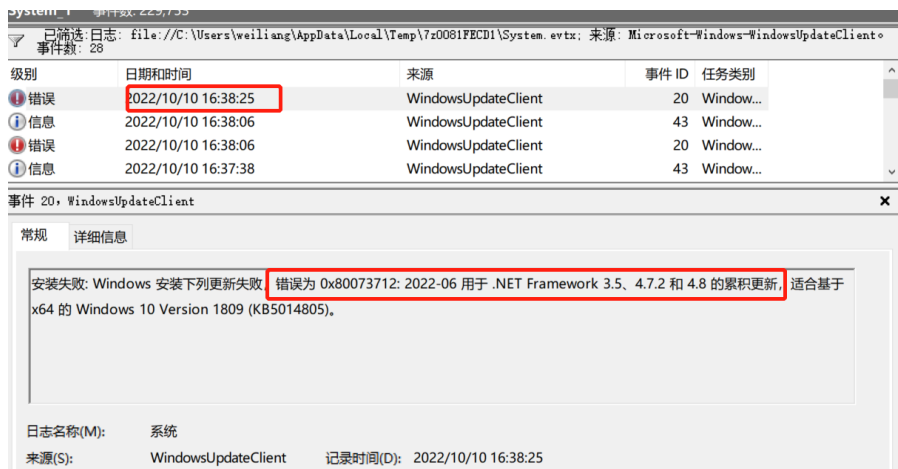 System_1 事件数: 229,753
已筛选:日志: file://C:\Users\weiliang\AppData\Local\Temp\7z0081FECD1\System.evtx; 来源: Microsoft-Windows-WindowsUpdateClient。
事件数: 28
级别 日期和时间 来源 事件 ID 任务类别
错误 2022/10/10 16:38:25 WindowsUpdateClient 20 Window...
信息 2022/10/10 16:38:06 WindowsUpdateClient 43 Window...
错误 2022/10/10 16:38:06 WindowsUpdateClient 20 Window...
信息 2022/10/10 16:37:38 WindowsUpdateClient 43 Window...
事件 20, WindowsUpdateClient
常规 详细信息
安装失败: Windows 安装下列更新失败, 错误为 0x80073712: 2022-06 用于 .NET Framework 3.5、4.7.2 和 4.8 的累积更新, 适合基于
x64 的 Windows 10 Version 1809 (KB5014805)。
日志名称(M): 系统
来源(S): WindowsUpdateClient 记录时间(D): 2022/10/10 16:38:25